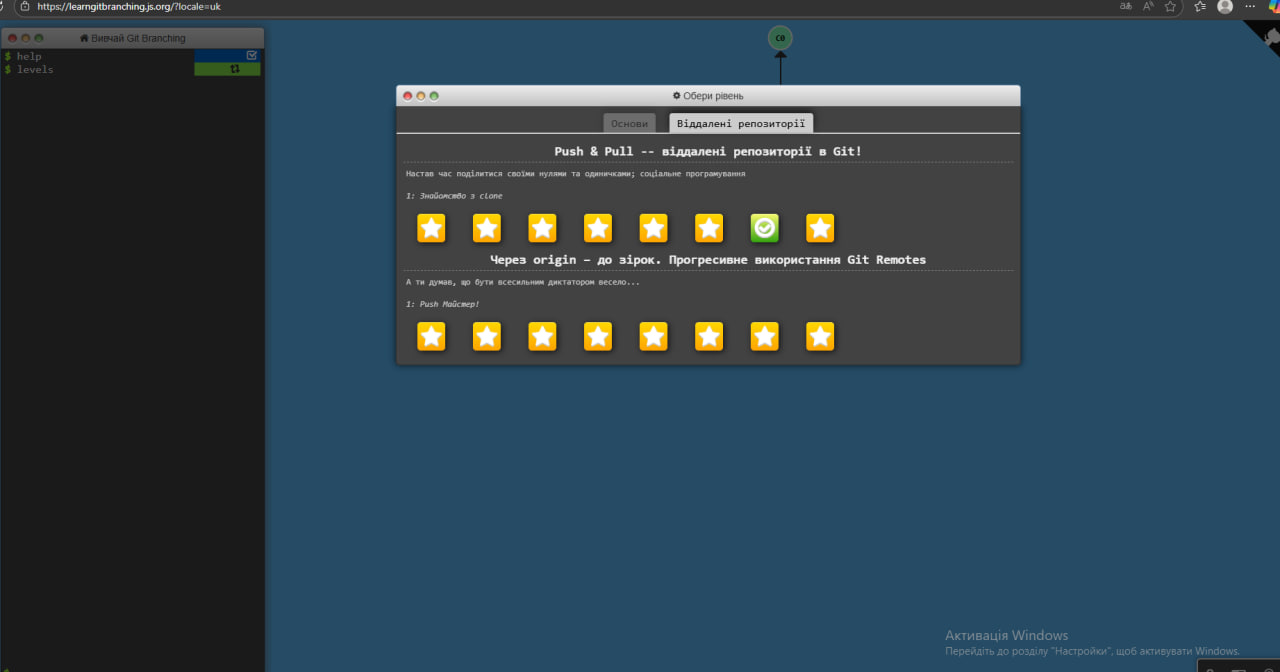 https://learngitbranching.js.org/?locale=uk
Вивчай Git Branching
$ help
$ levels
C0
Обери рівень
Основи
Віддалені репозиторії
Push & Pull -- віддалені репозиторії в Git!
Настав час поділитися своїми нулями та одиничками; соціальне програмування
1: Знайомство з clone
Через origin – до зірок. Прогресивне використання Git Remotes
А ти думав, що бути всесильним диктатором весело...
1: Push Майстер!
Активація Windows
Перейдіть до розділу "Настройки", щоб активувати Windows.
$